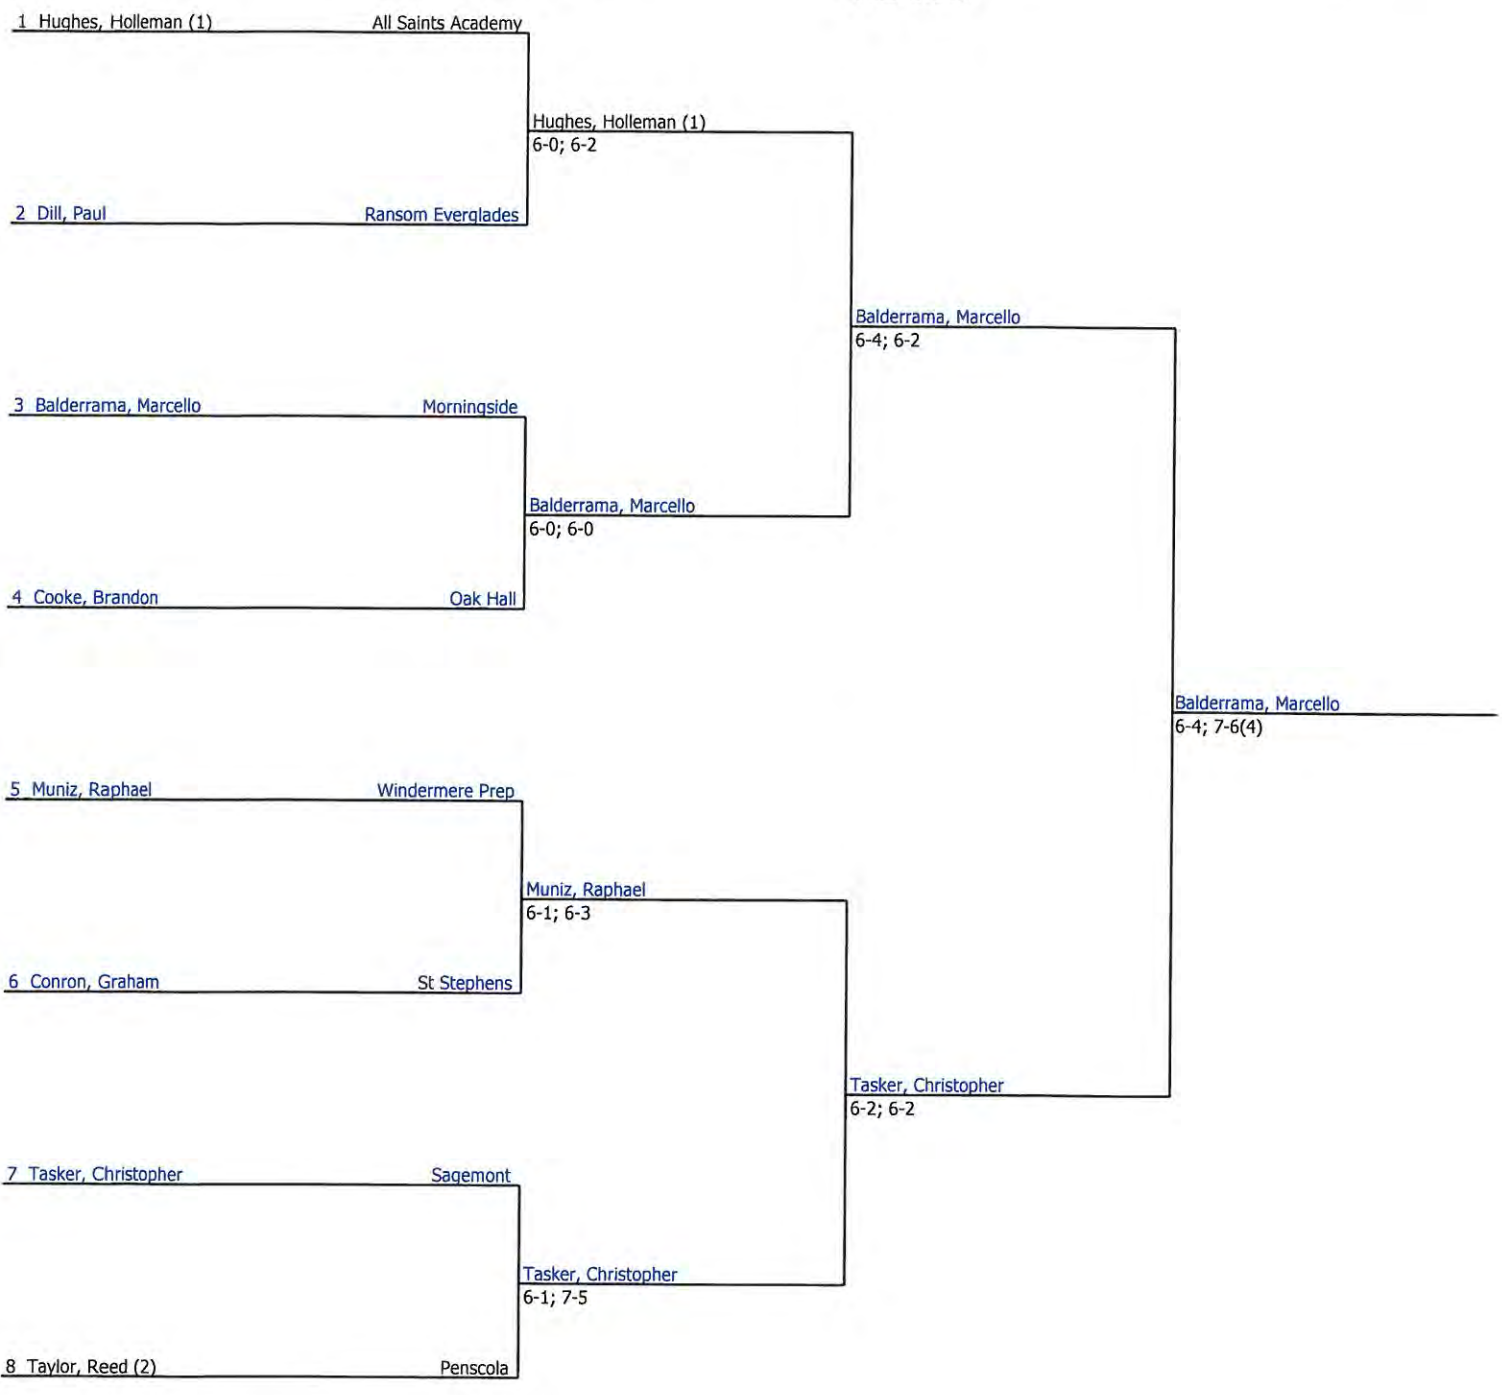 1 Hughes, Holleman (1) All Saints Academy
Hughes, Holleman (1)
6-0; 6-2
2 Dill, Paul Ransom Everglades
Balderrama, Marcello
6-4; 6-2
3 Balderrama, Marcello Morningside
Balderrama, Marcello
6-0; 6-0
4 Cooke, Brandon Oak Hall
Balderrama, Marcello
6-4; 7-6(4)
5 Muniz, Raphael Windermere Prep
Muniz, Raphael
6-1; 6-3
6 Conron, Graham St Stephens
Tasker, Christopher
6-2; 6-2
7 Tasker, Christopher Sagemont
Tasker, Christopher
6-1; 7-5
8 Taylor, Reed (2) Penscola